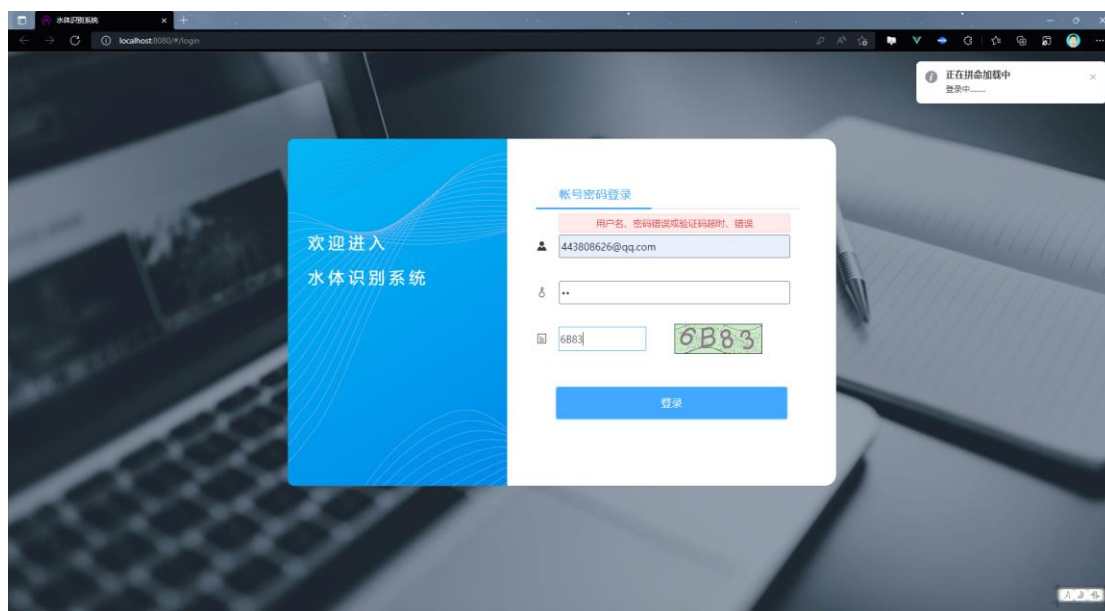 水体识别系统
localhost:8080/#/login
正在拼命加载中
登录中......
帐号密码登录
用户名、密码错误或验证码超时、错误
欢迎进入
443808626@qq.com
水体识别系统
6B83
6B83
登录